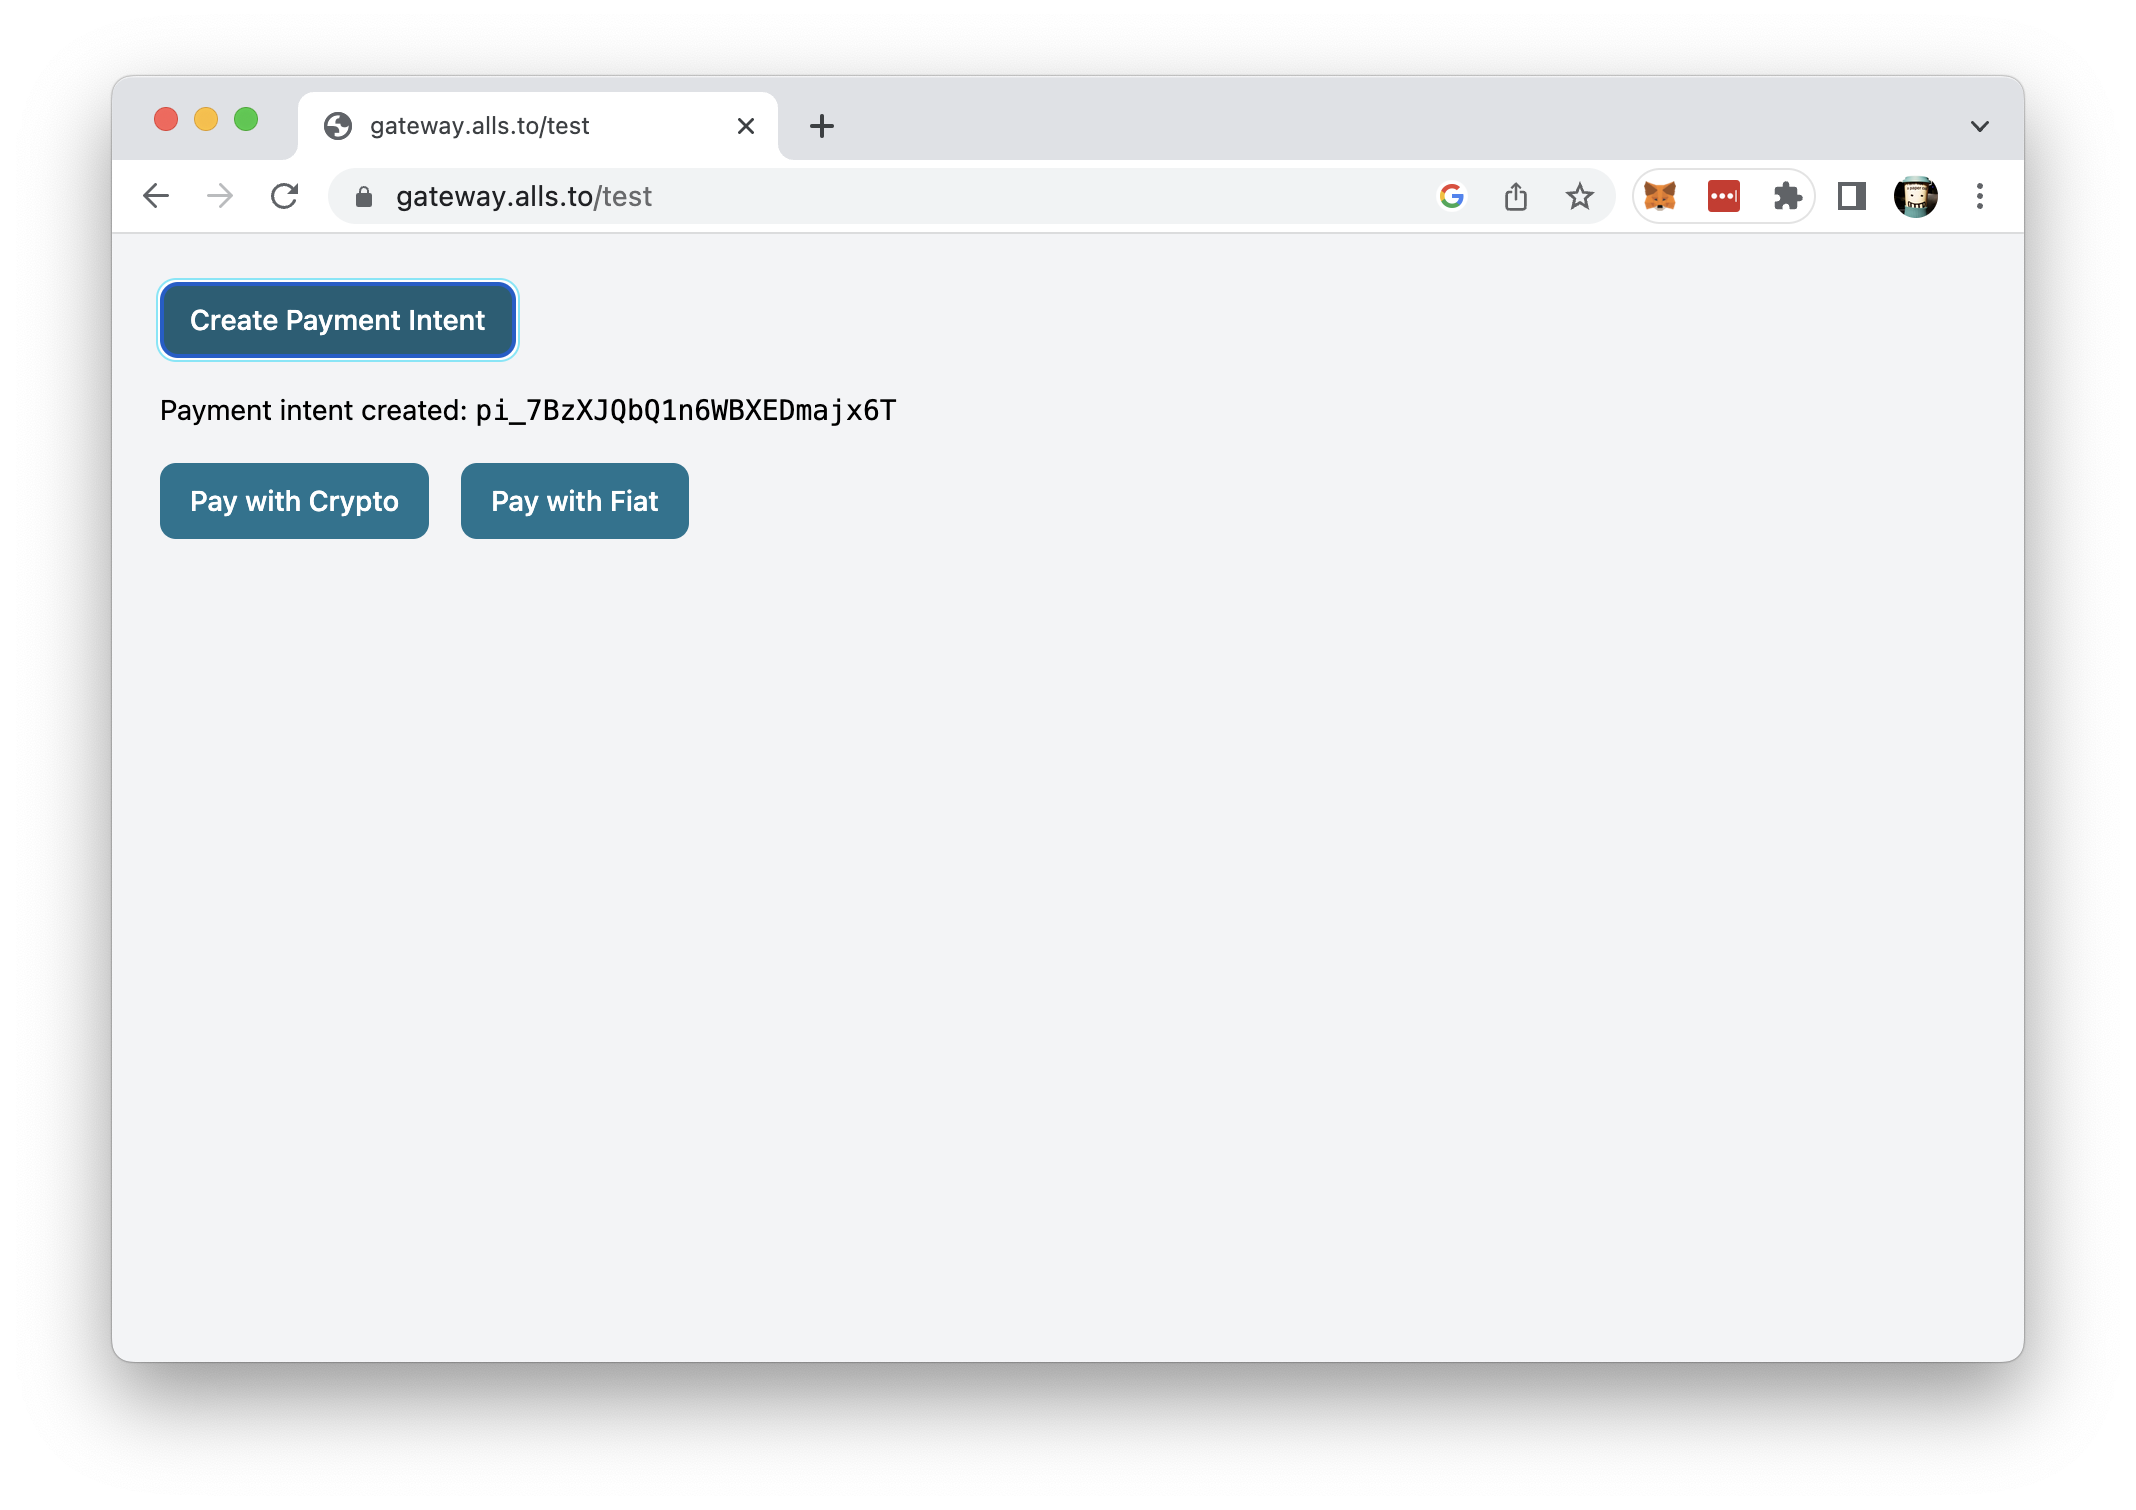 gateway.alls.to/test
gateway.alls.to/test
Create Payment Intent
Payment intent created: pi_7BzXJQbQ1n6WBXEDmajx6T
Pay with Crypto Pay with Fiat